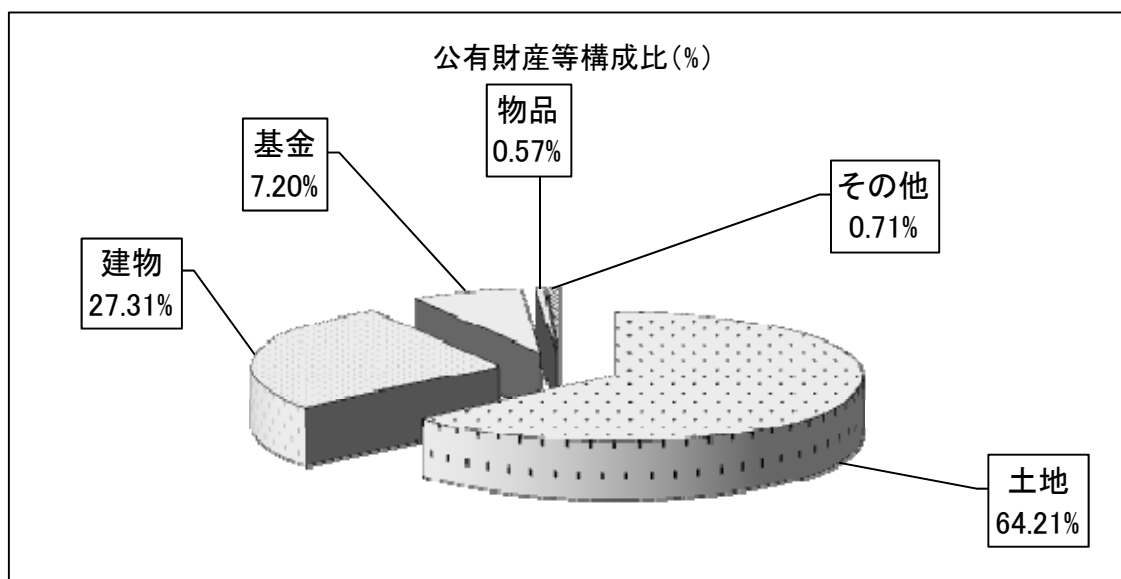 公有財産等構成比(%)
物品
0.57%
基金
7.20%
その他
0.71%
建物
27.31%
土地
64.21%